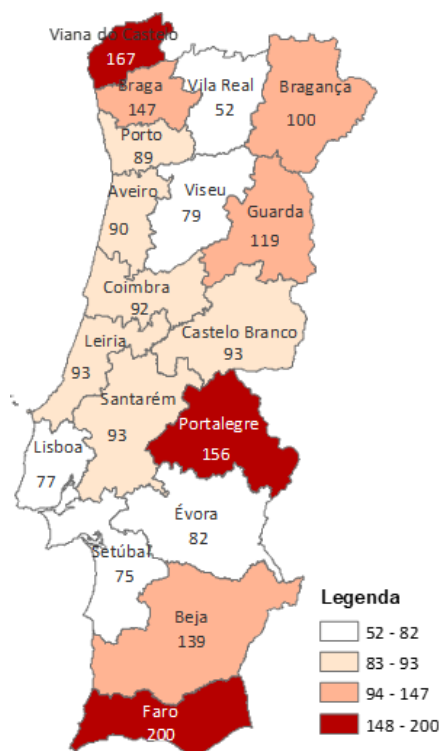 Viana do Castelo
167
Braga
147
Vila Real
52
Bragança
100
Porto
89
Aveiro
90
Viseu
79
Guarda
119
Coimbra
92
Castelo Branco
93
Leiria
93
Santarém
93
Portalegre
156
Lisboa
77
Évora
82
Setúbal
75
Beja
139
Faro
200
Legenda
52 - 82
83 - 93
94 - 147
148 - 200